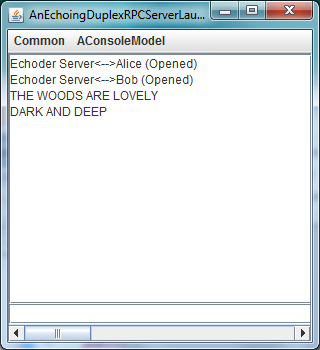 AnEchoingDuplexRPCServerLau...
Common AConsoleModel
Echoder Server<-->Alice (Opened)
Echoder Server<-->Bob (Opened)
THE WOODS ARE LOVELY
DARK AND DEEP